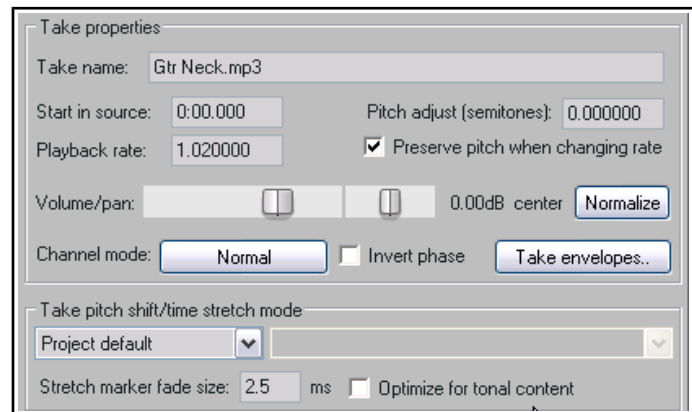 Take properties
Take name: Gtr Neck.mp3
Start in source: 0:00.000 Pitch adjust (semitones): 0.000000
Playback rate: 1.020000 Preserve pitch when changing rate
Volume/pan: 0.00dB center Normalize
Channel mode: Normal Invert phase Take envelopes..
Take pitch shift/time stretch mode
Project default
Stretch marker fade size: 2.5 ms Optimize for tonal content